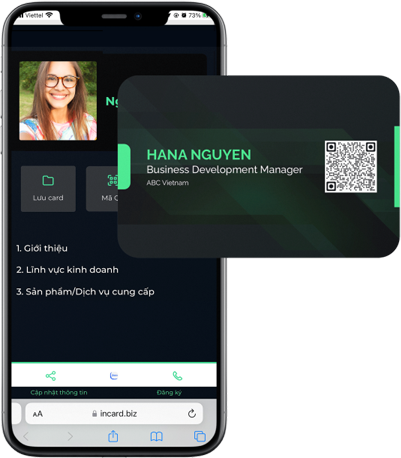 Viettel
73%
Ng
HANA NGUYEN
Business Development Manager
ABC Vietnam
Lưu card
Mã Q
1. Giới thiệu
2. Lĩnh vực kinh doanh
3. Sản phẩm/Dịch vụ cung cấp
Cập nhật thông tin
Đăng ký
AA
incard.biz